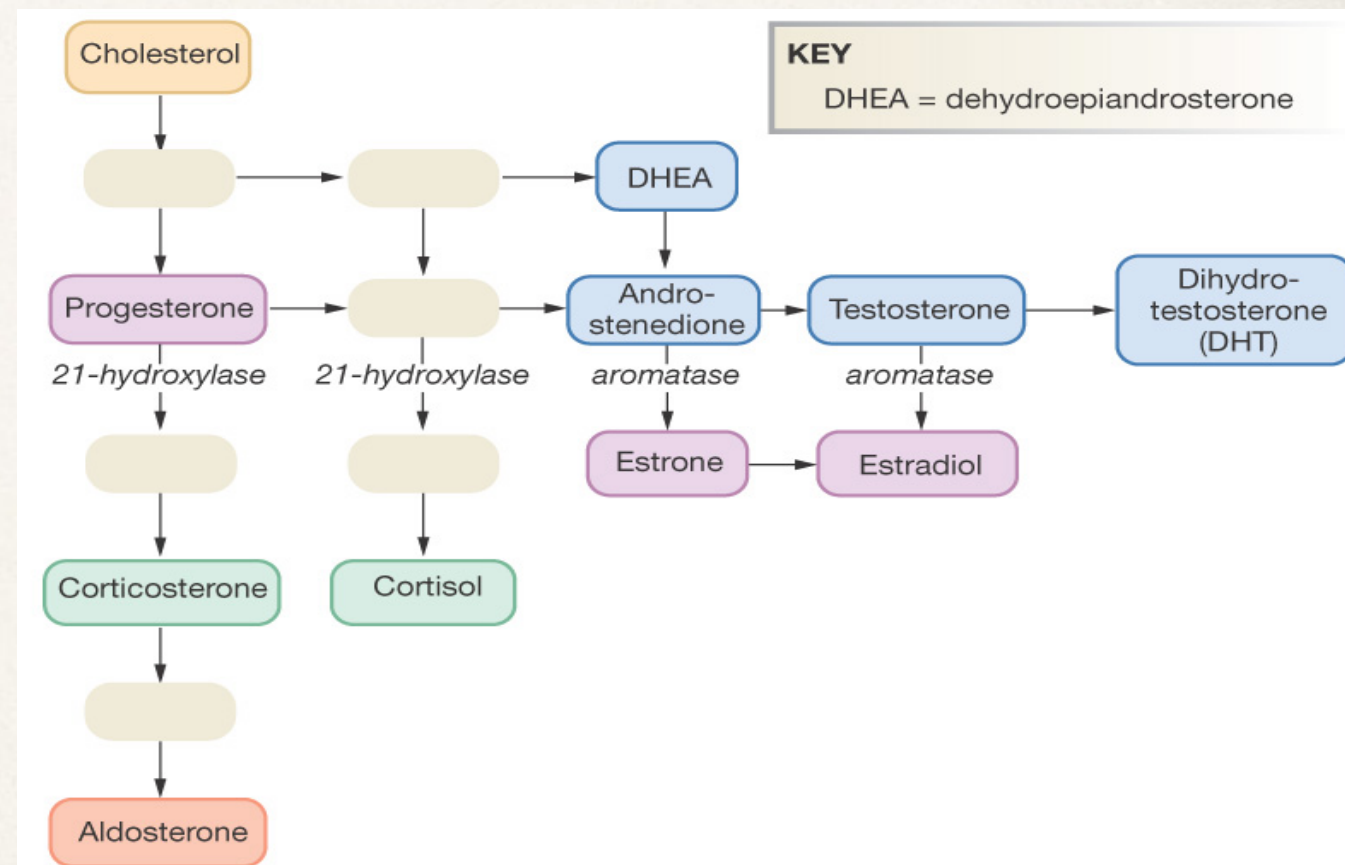 Cholesterol
KEY
DHEA = dehydroepiandrosterone
DHEA
Progesterone
Andro-
stenedione
Testosterone
Dihydro-
testosterone
(DHT)
21-hydroxylase
21-hydroxylase
aromatase
aromatase
Estrone
Estradiol
Corticosterone
Cortisol
Aldosterone